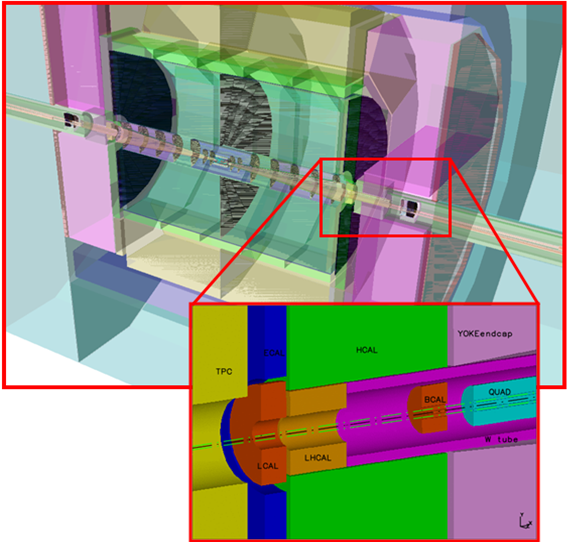 YOKEendcap
HCAL
ECAL
TPC
QUAD
BCAL
W tube
LHCAL
LCAL
Y
Z